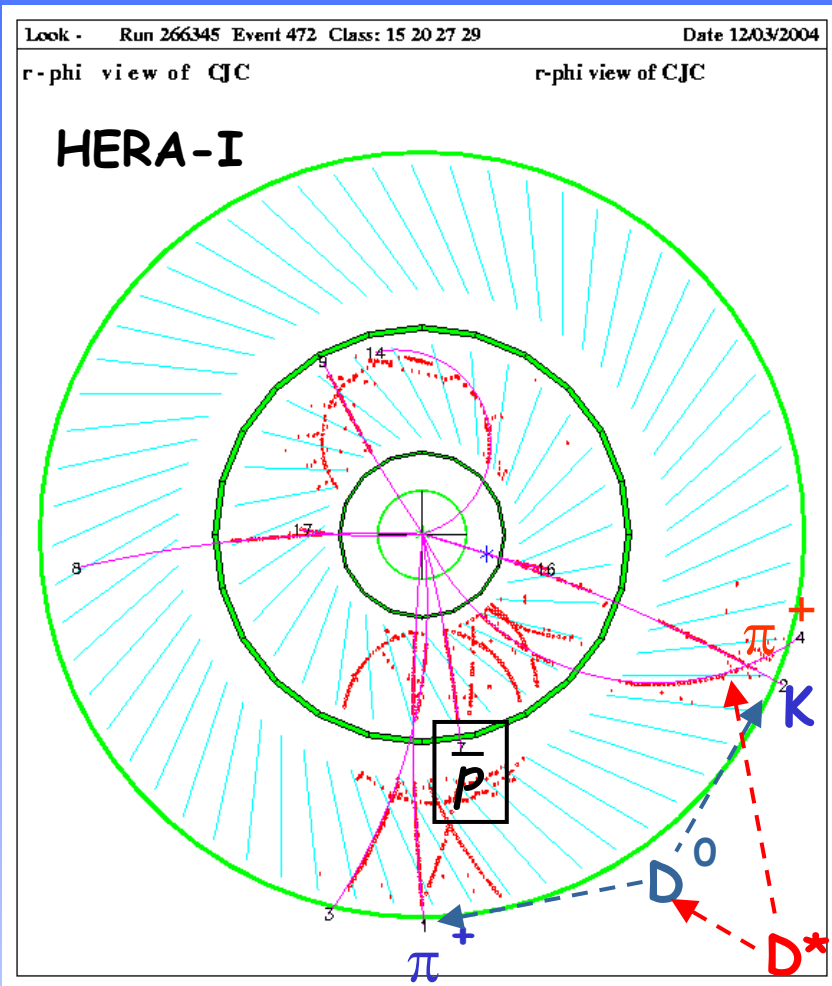 Look - Run 266345 Event 472 Class: 15 20 27 29 Date 12/03/2004
r-phi view of CJC r-phi view of CJC
HERA-I
9 14
17
8
16
+
π 4
2
K
7
p̅
0
D
3
1
+
π
D*